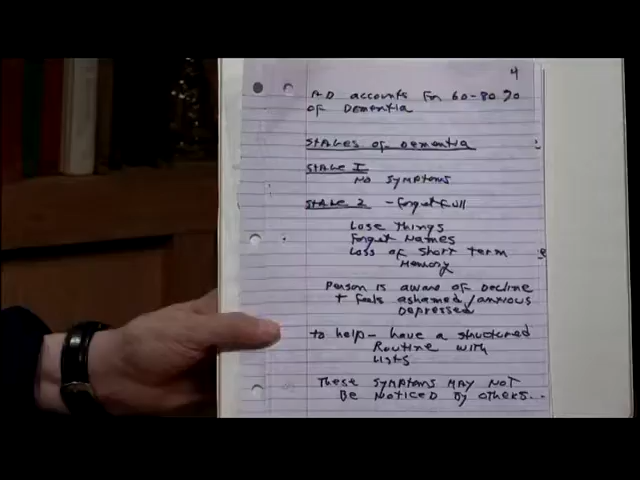 4
AD accounts for 60-80%
of Dementia
Stages of Dementia
Stage I
No symptoms
Stage 2 - forgetfull
Lose Things
Forget Names
Loss of Short Term
Memory
Person is aware of Decline
+ feels ashamed/anxious
Depressed
to help - have a structured
Routine with
Lists
These symptoms may not
Be noticed by others.